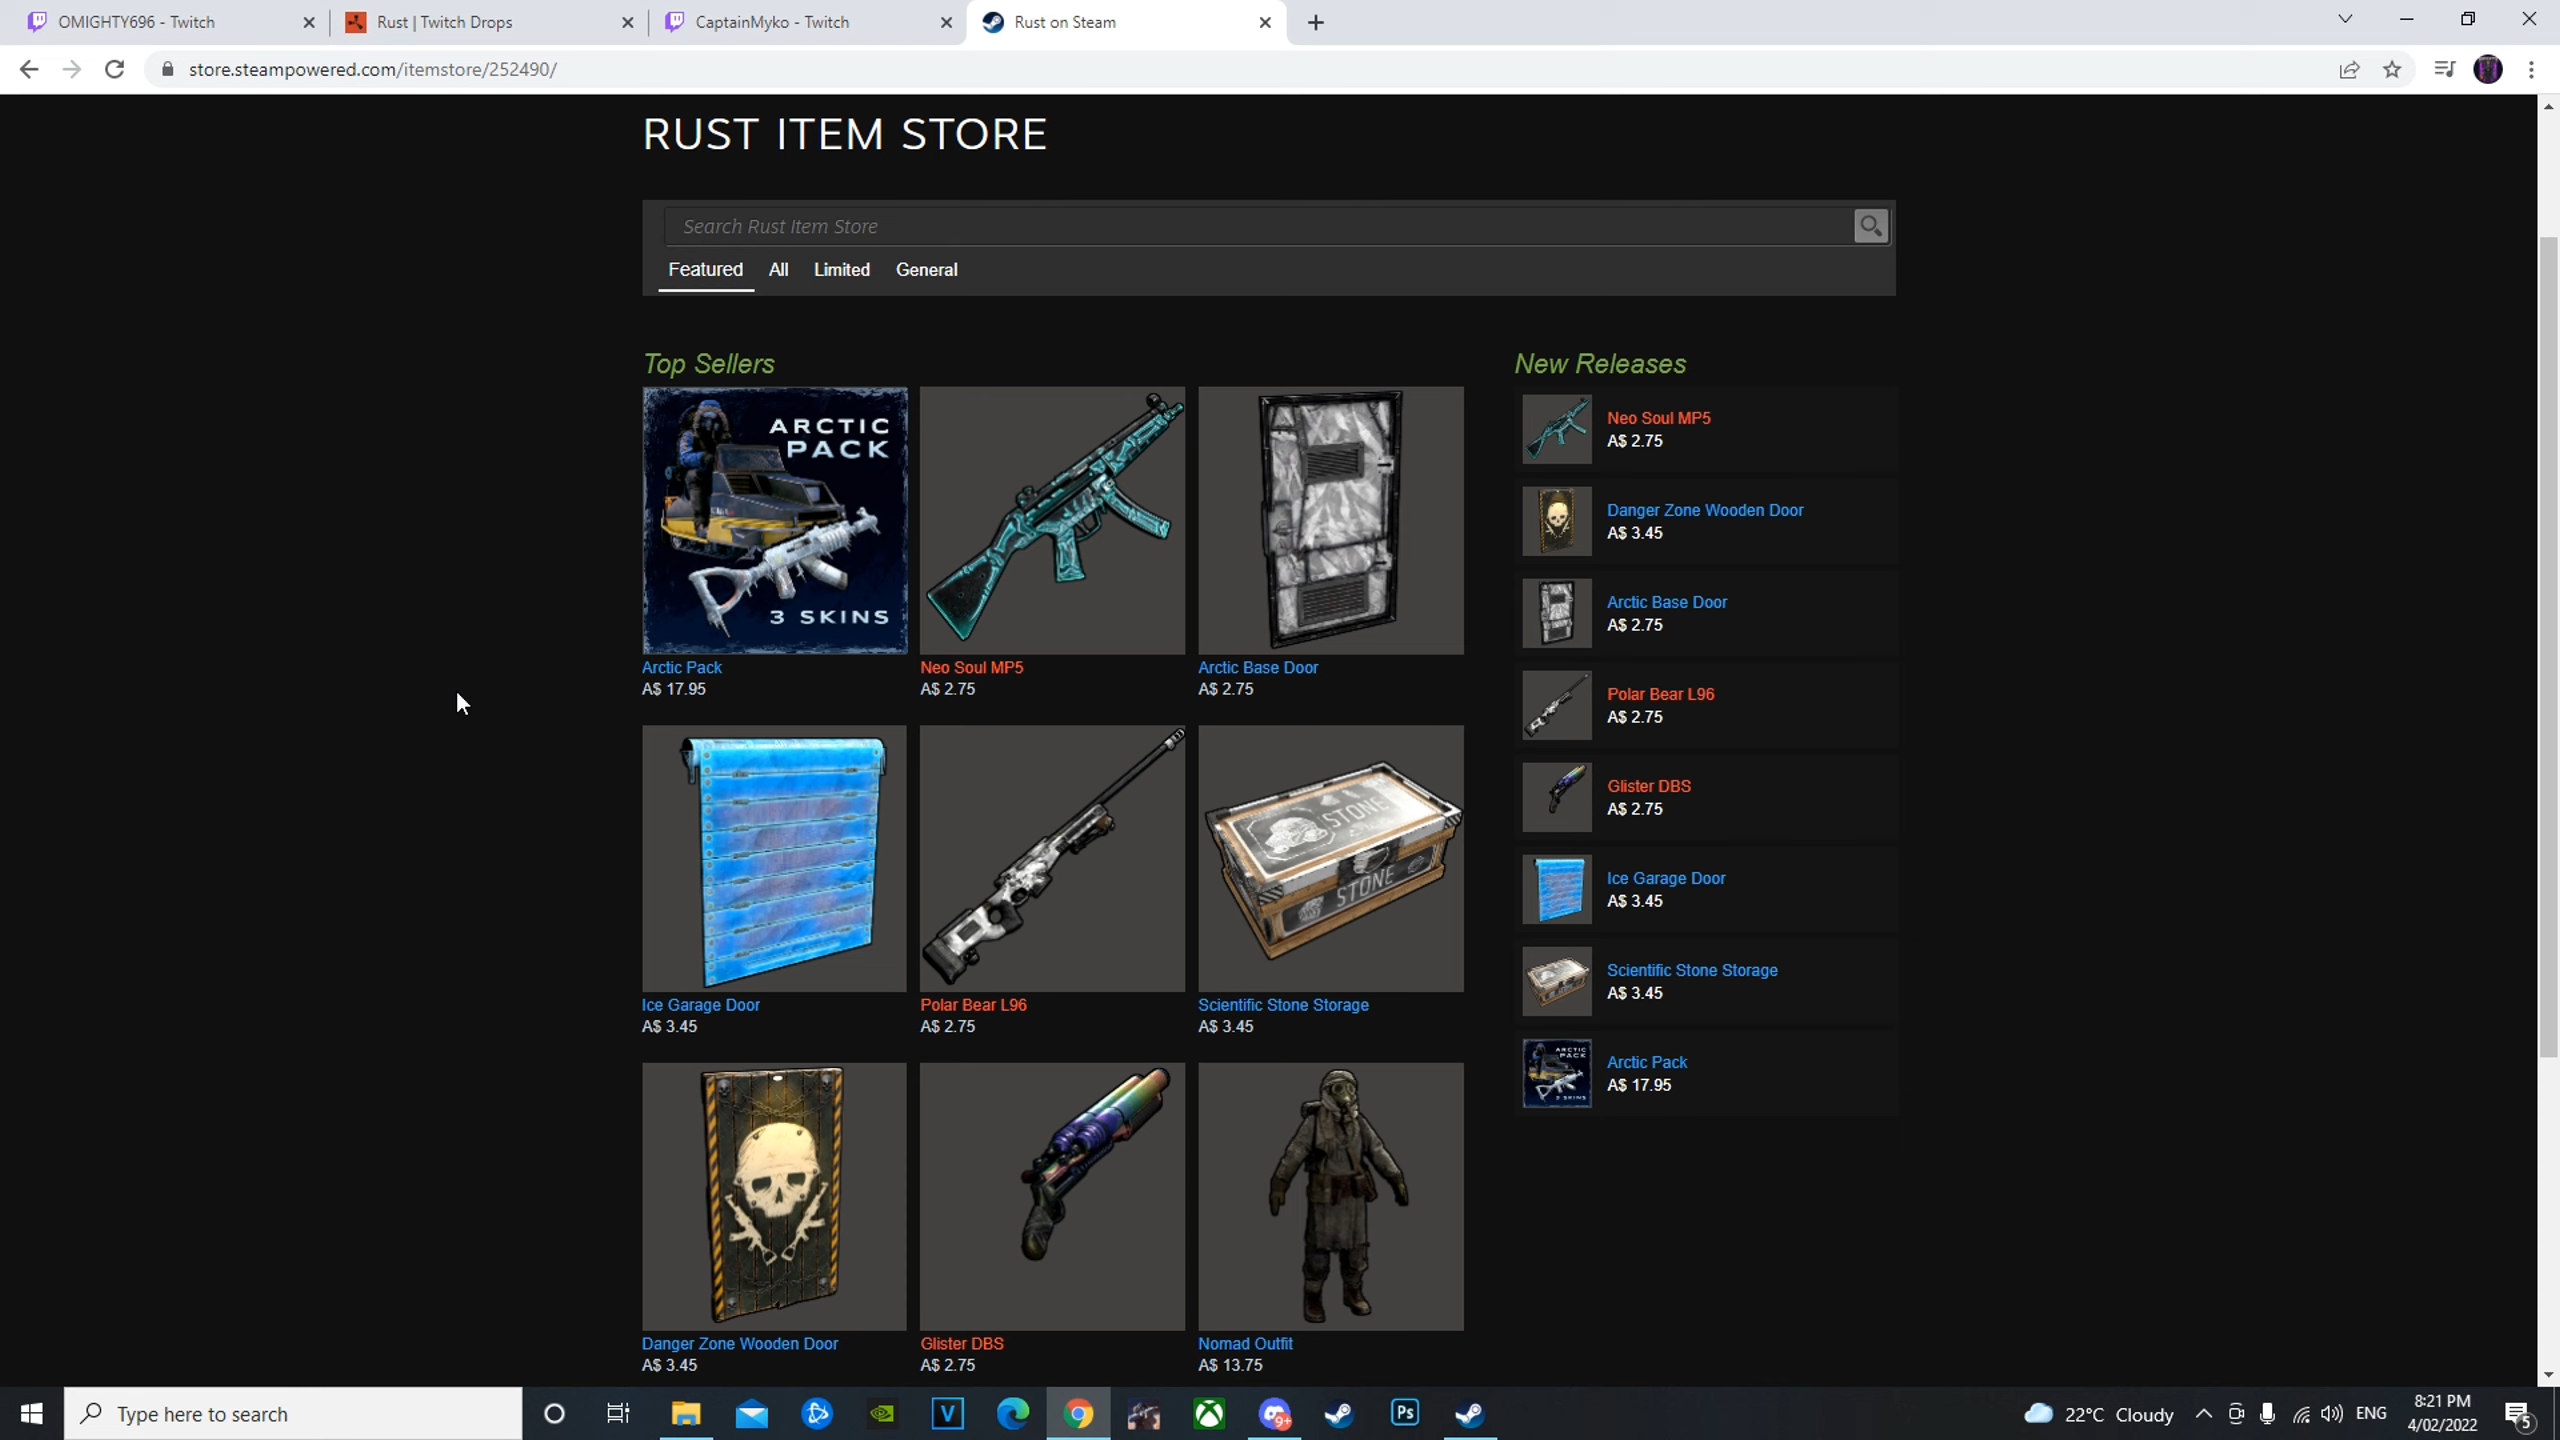 OMIGHTY696 - Twitch
Rust | Twitch Drops
CaptainMyko - Twitch
Rust on Steam
store.steampowered.com/itemstore/252490/
RUST ITEM STORE
Search Rust Item Store
Featured All Limited General
Top Sellers
ARCTIC
PACK
3 SKINS
Arctic Pack
A$ 17.95
Neo Soul MP5
A$ 2.75
Arctic Base Door
A$ 2.75
STONE
STONE
Ice Garage Door
A$ 3.45
Polar Bear L96
A$ 2.75
Scientific Stone Storage
A$ 3.45
Danger Zone Wooden Door
A$ 3.45
Glister DBS
A$ 2.75
Nomad Outfit
A$ 13.75
New Releases
Neo Soul MP5
A$ 2.75
Danger Zone Wooden Door
A$ 3.45
Arctic Base Door
A$ 2.75
Polar Bear L96
A$ 2.75
Glister DBS
A$ 2.75
Ice Garage Door
A$ 3.45
Scientific Stone Storage
A$ 3.45
ARCTIC
PACK
3 SKINS
Arctic Pack
A$ 17.95
Type here to search
V
9+
Ps
22°C Cloudy
ENG
8:21 PM
4/02/2022
5